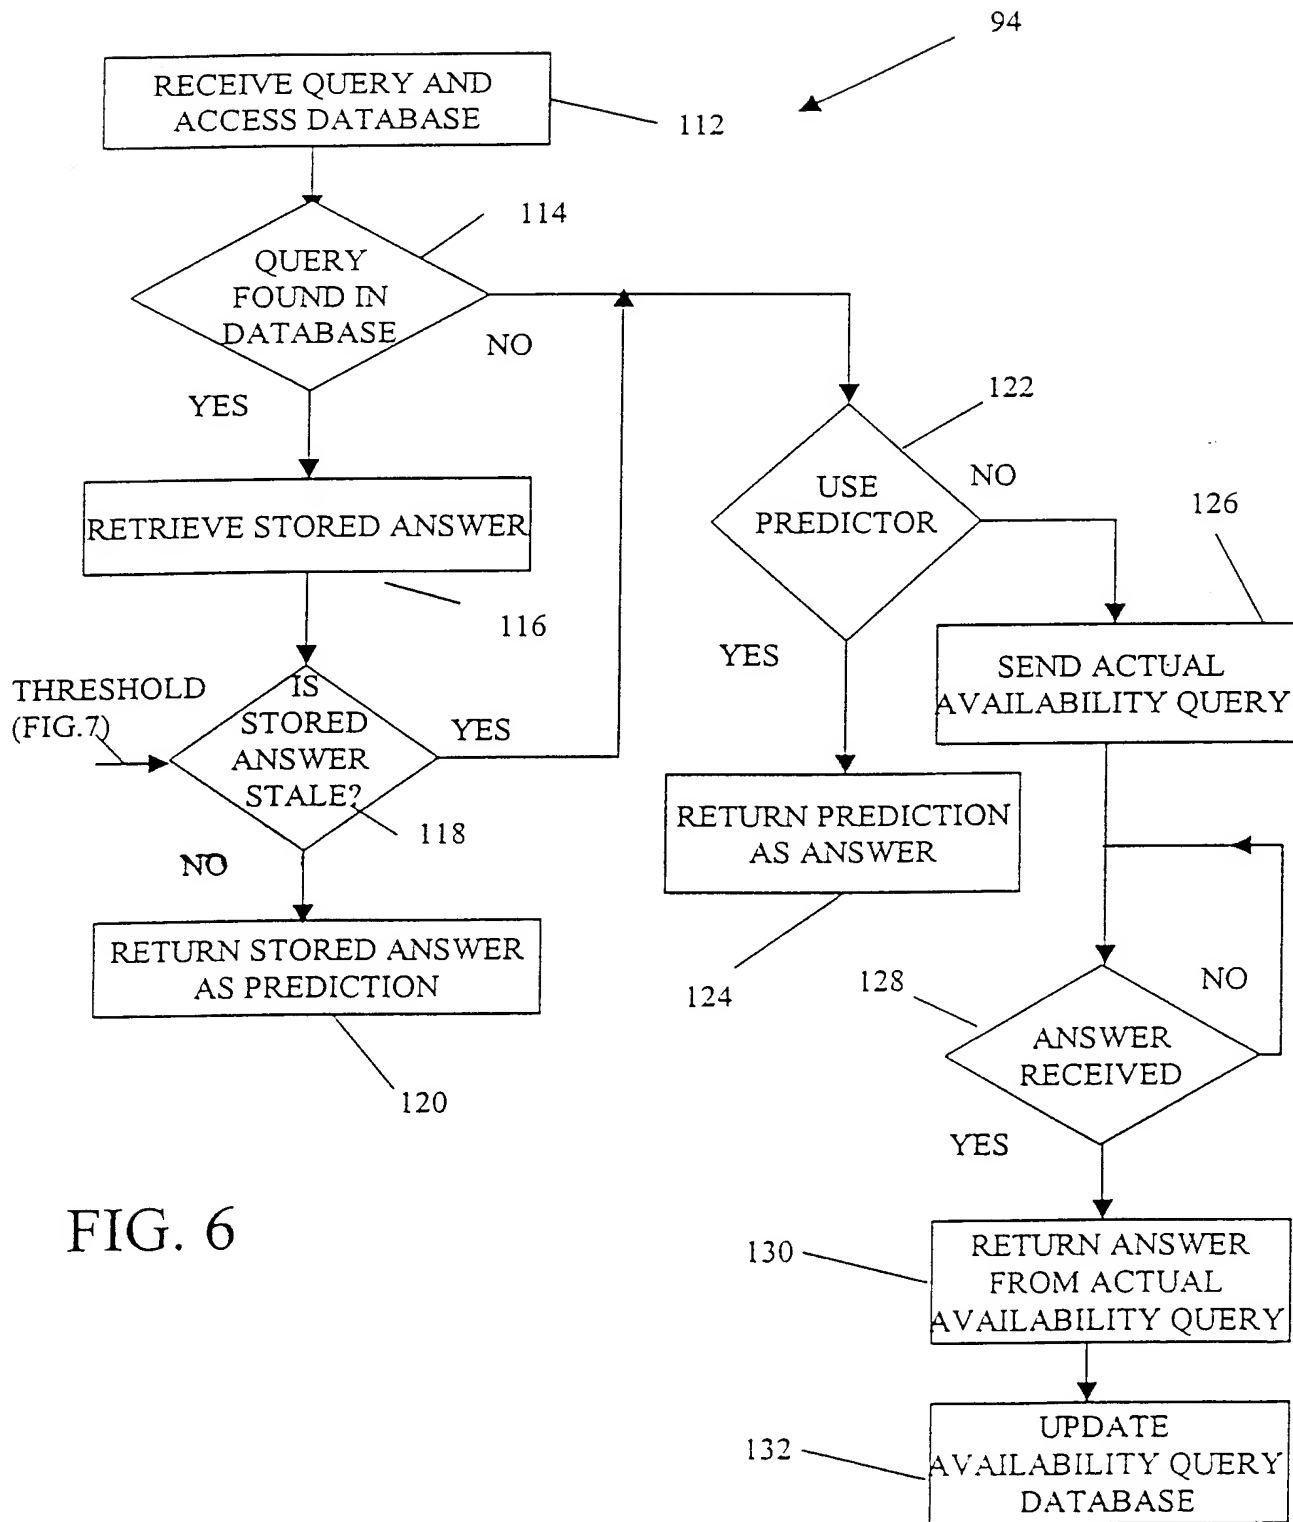 94
RECEIVE QUERY AND
ACCESS DATABASE
112
114
QUERY
FOUND IN
DATABASE
NO
YES
122
USE
PREDICTOR
NO
RETRIEVE STORED ANSWER
116
126
YES
SEND ACTUAL
AVAILABILITY QUERY
THRESHOLD
(FIG.7)
IS
STORED
ANSWER
STALE?
YES
118
NO
RETURN PREDICTION
AS ANSWER
124
RETURN STORED ANSWER
AS PREDICTION
120
128
NO
ANSWER
RECEIVED
YES
FIG. 6
130
RETURN ANSWER
FROM ACTUAL
AVAILABILITY QUERY
132
UPDATE
AVAILABILITY QUERY
DATABASE